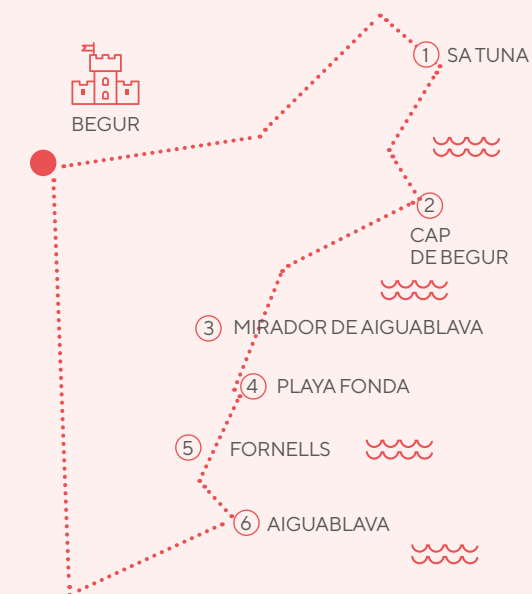 1 SA TUNA
BEGUR
2
CAP
DE BEGUR
3 MIRADOR DE AIGUABLAVA
4 PLAYA FONDA
5 FORNELLS
6 AIGUABLAVA